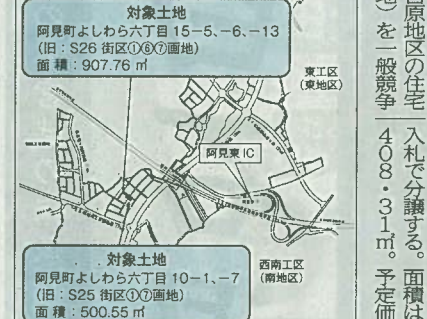 対象土地
阿見町よしわら六丁目 15-5、-6、-13
(旧:S26 街区①⑥⑦画地)
面 積:907.76 ㎡
東工区
(東地区)
阿見東IC
西南工区
(南地区)
対象土地
阿見町よしわら六丁目 10-1、-7
(旧:S25 街区①⑦画地)
面 積:500.55 ㎡
原地区の住宅
)を一般競争
入札で分譲する。面積は
408・31㎡。予定価